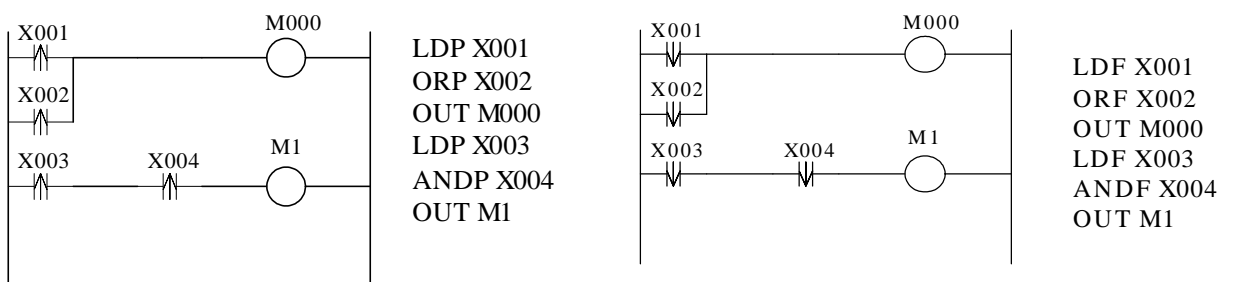 X001 M000
X002
X003 X004 M1
LDP X001
ORP X002
OUT M000
LDP X003
ANDP X004
OUT M1
X001 M000
X002
X003 X004 M1
LDF X001
ORF X002
OUT M000
LDF X003
ANDF X004
OUT M1